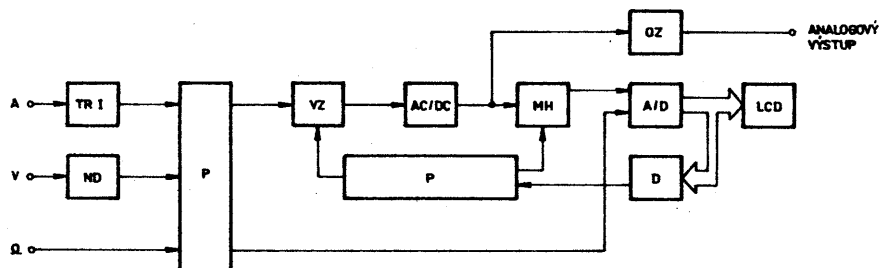 OZ
ANALOGOVÝ
VÝSTUP
A
TR I
VZ
AC/DC
MH
A/D
LCD
P
V
ND
P
D
Ω